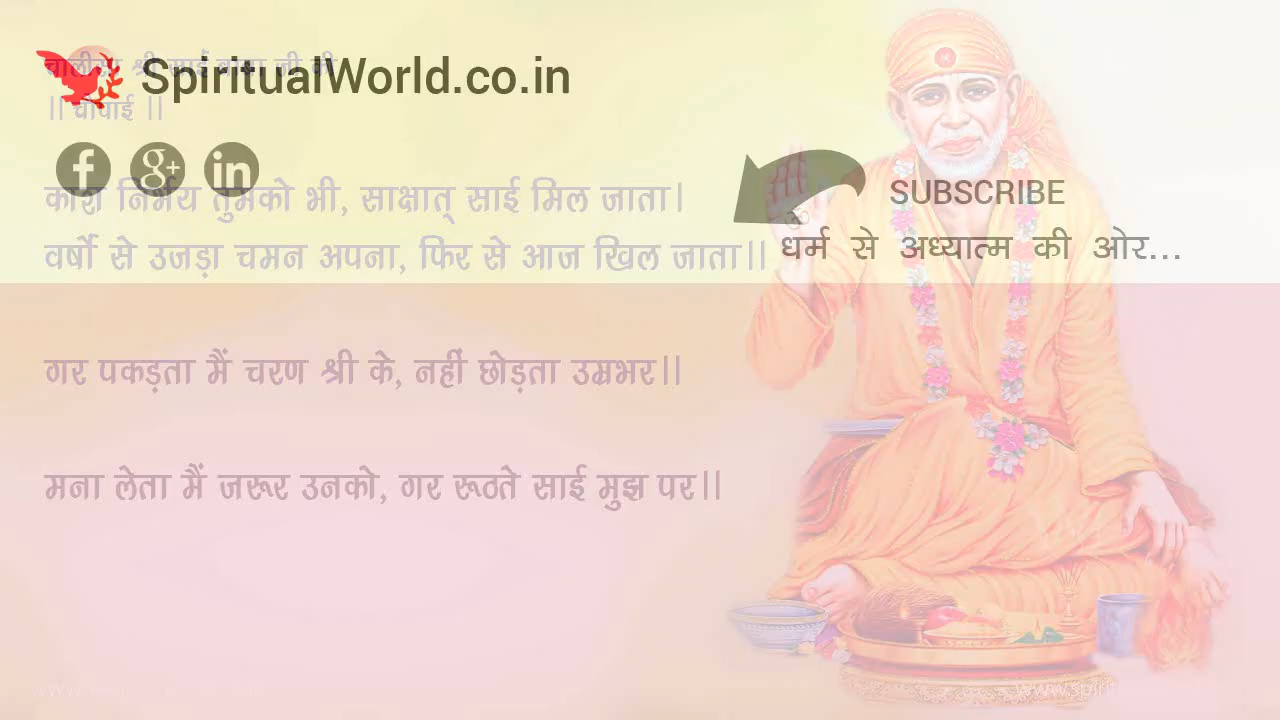 चालीसा श्री साईं बाबा जी की
SpiritualWorld.co.in
|| चौपाई ||
f g+ in
काश निर्भय तुमको भी, साक्षात् साई मिल जाता।
SUBSCRIBE
वर्षो से उजड़ा चमन अपना, फिर से आज खिल जाता।।
धर्म से अध्यात्म की ओर...
गर पकड़ता मैं चरण श्री के, नहीं छोड़ता उम्रभर।।
मना लेता मैं जरूर उनको, गर रूठते साई मुझ पर।।